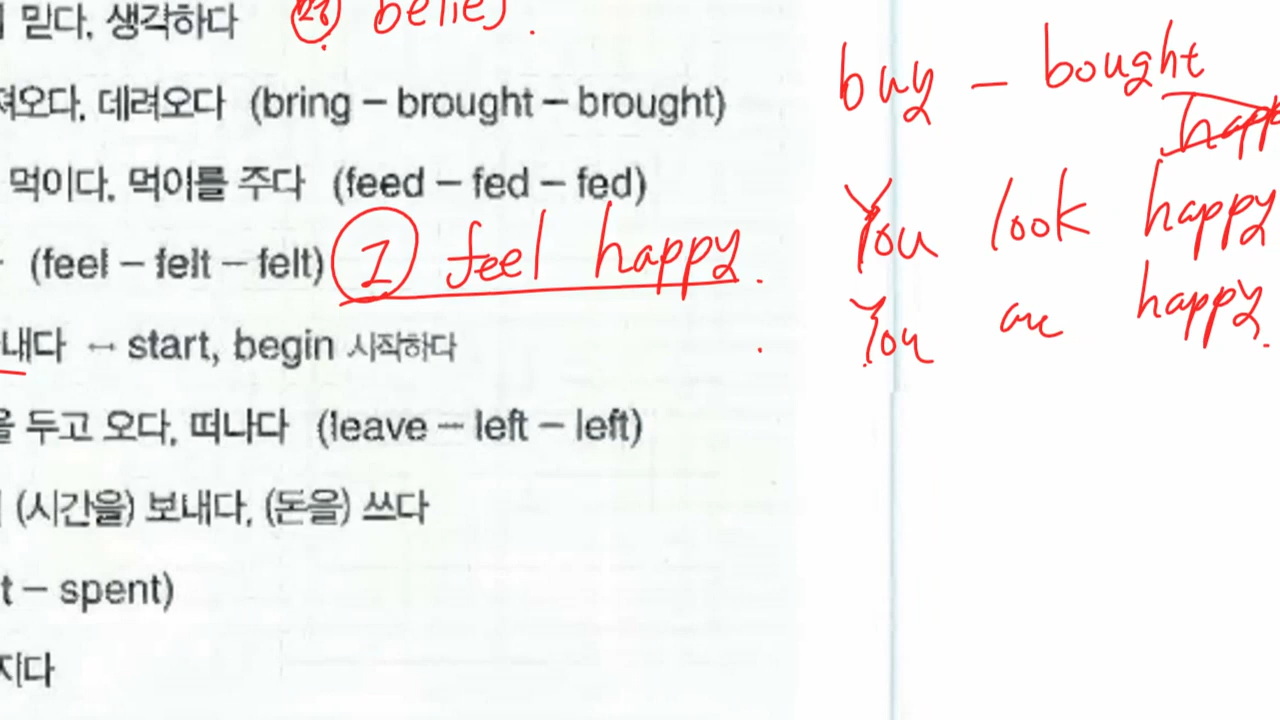 믿다, 생각하다
buy - bought
져오다, 데려오다 (bring – brought – brought)
먹이다, 먹이를 주다 (feed – fed – fed)
You look happy
(feel – felt – felt) I feel happy.
You are happy.
내다 ↔ start, begin 시작하다
을 두고 오다, 떠나다 (leave – left – left)
(시간을) 보내다, (돈을) 쓰다
t – spent)
지다